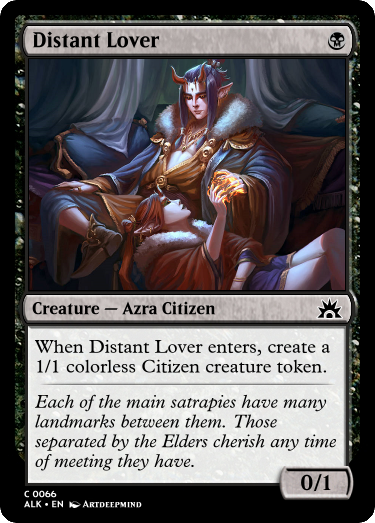 Distant Lover
Creature — Azra Citizen
When Distant Lover enters, create a
1/1 colorless Citizen creature token.
Each of the main satrapies have many
landmarks between them. Those
separated by the Elders cherish any time
of meeting they have.
0/1
C 0066
ALK • EN Artdeepmind